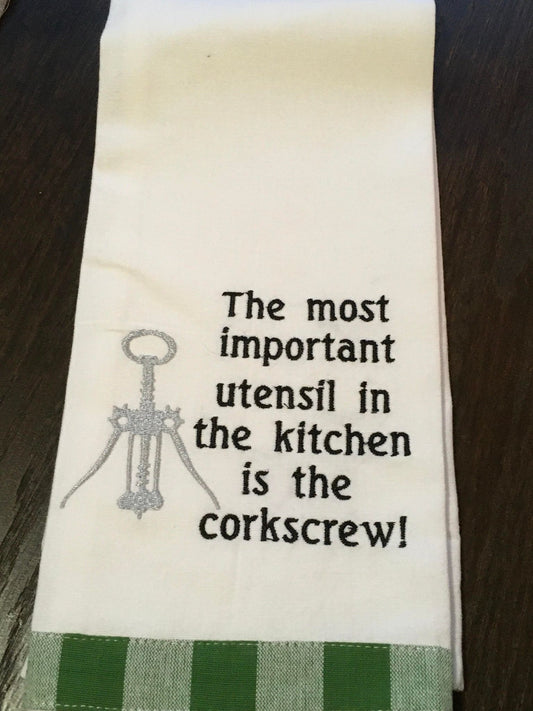 The most
important
utensil in
the kitchen
is the
corkscrew!